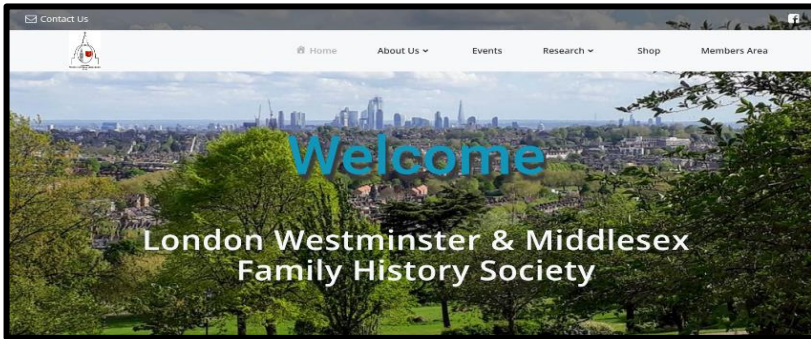 Contact Us
Home About Us Events Research Shop Members Area
Welcome
London Westminster & Middlesex
Family History Society